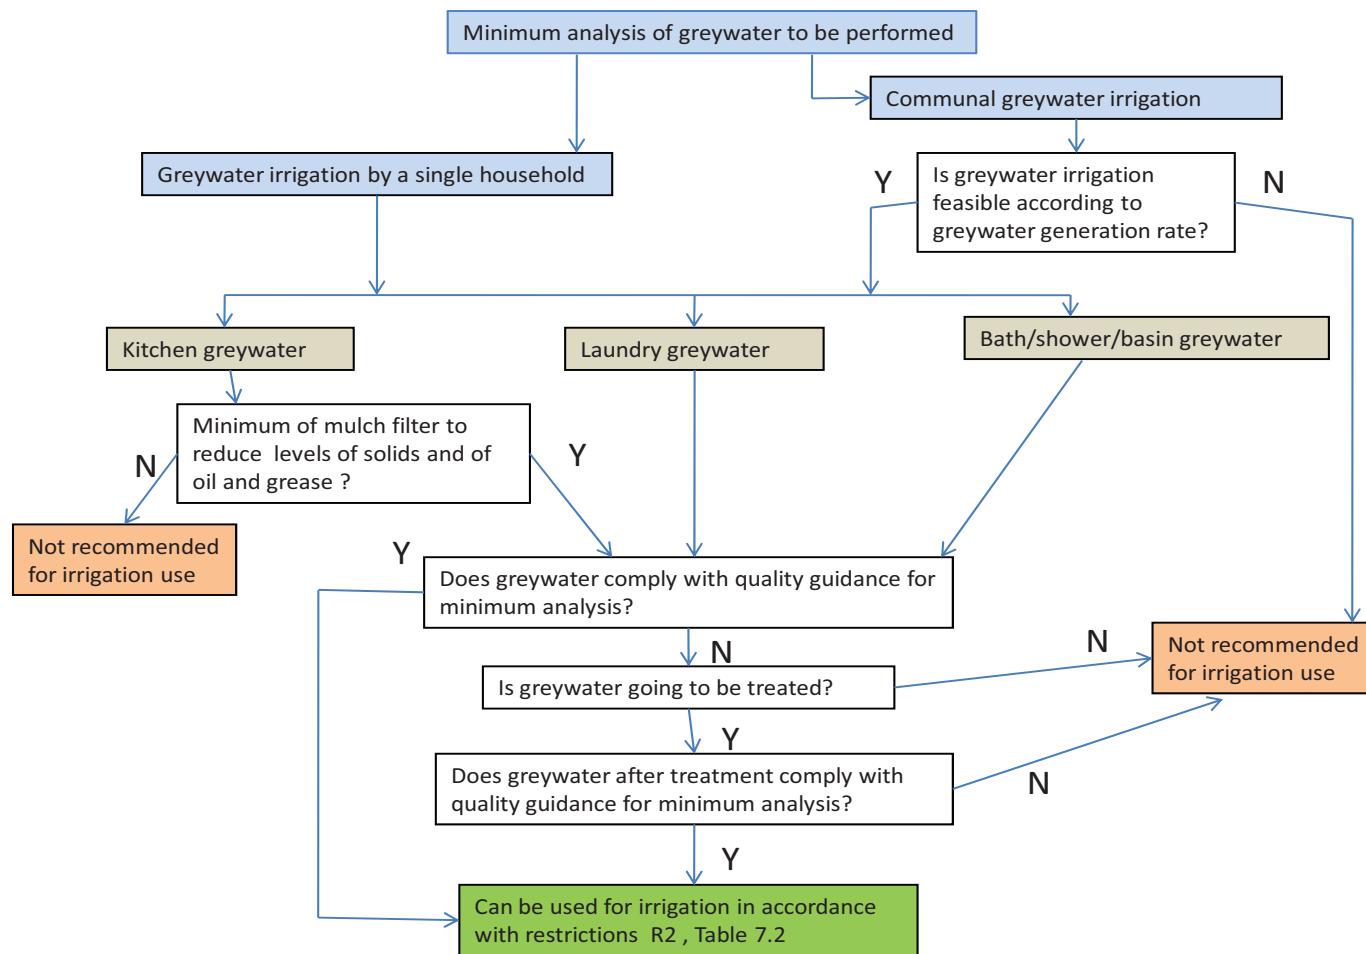 Minimum analysis of greywater to be performed
Communal greywater irrigation
Greywater irrigation by a single household
Y
Is greywater irrigation
feasible according to
greywater generation rate?
N
Kitchen greywater
Laundry greywater
Bath/shower/basin greywater
N
Minimum of mulch filter to
reduce levels of solids and of
oil and grease ?
Y
Not recommended
for irrigation use
Y
Does greywater comply with quality guidance for
minimum analysis?
N
N
Not recommended
for irrigation use
Is greywater going to be treated?
Y
Does greywater after treatment comply with
quality guidance for minimum analysis?
N
Y
Can be used for irrigation in accordance
with restrictions R2 , Table 7.2